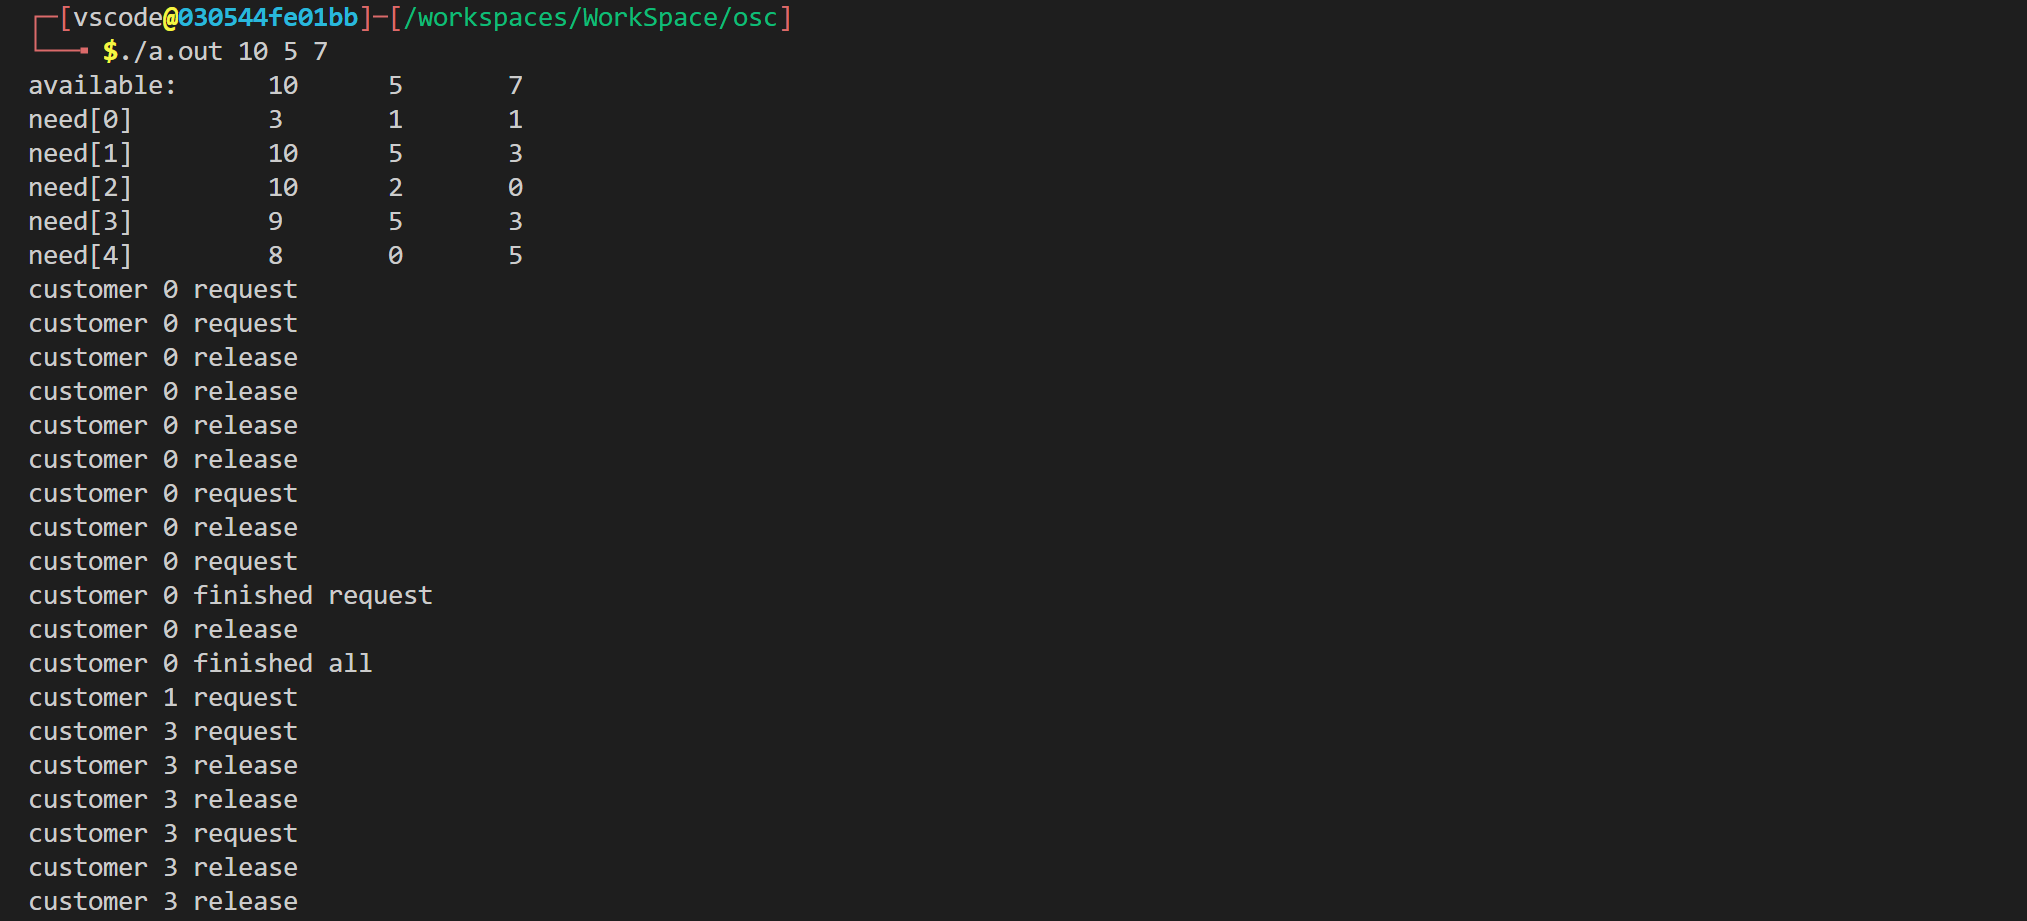 [vscode@030544fe01bb]-[/workspaces/WorkSpace/osc]
$./a.out 10 5 7
available: 10 5 7
need[0] 3 1 1
need[1] 10 5 3
need[2] 10 2 0
need[3] 9 5 3
need[4] 8 0 5
customer 0 request
customer 0 request
customer 0 release
customer 0 release
customer 0 release
customer 0 release
customer 0 request
customer 0 release
customer 0 request
customer 0 finished request
customer 0 release
customer 0 finished all
customer 1 request
customer 3 request
customer 3 release
customer 3 release
customer 3 request
customer 3 release
customer 3 release